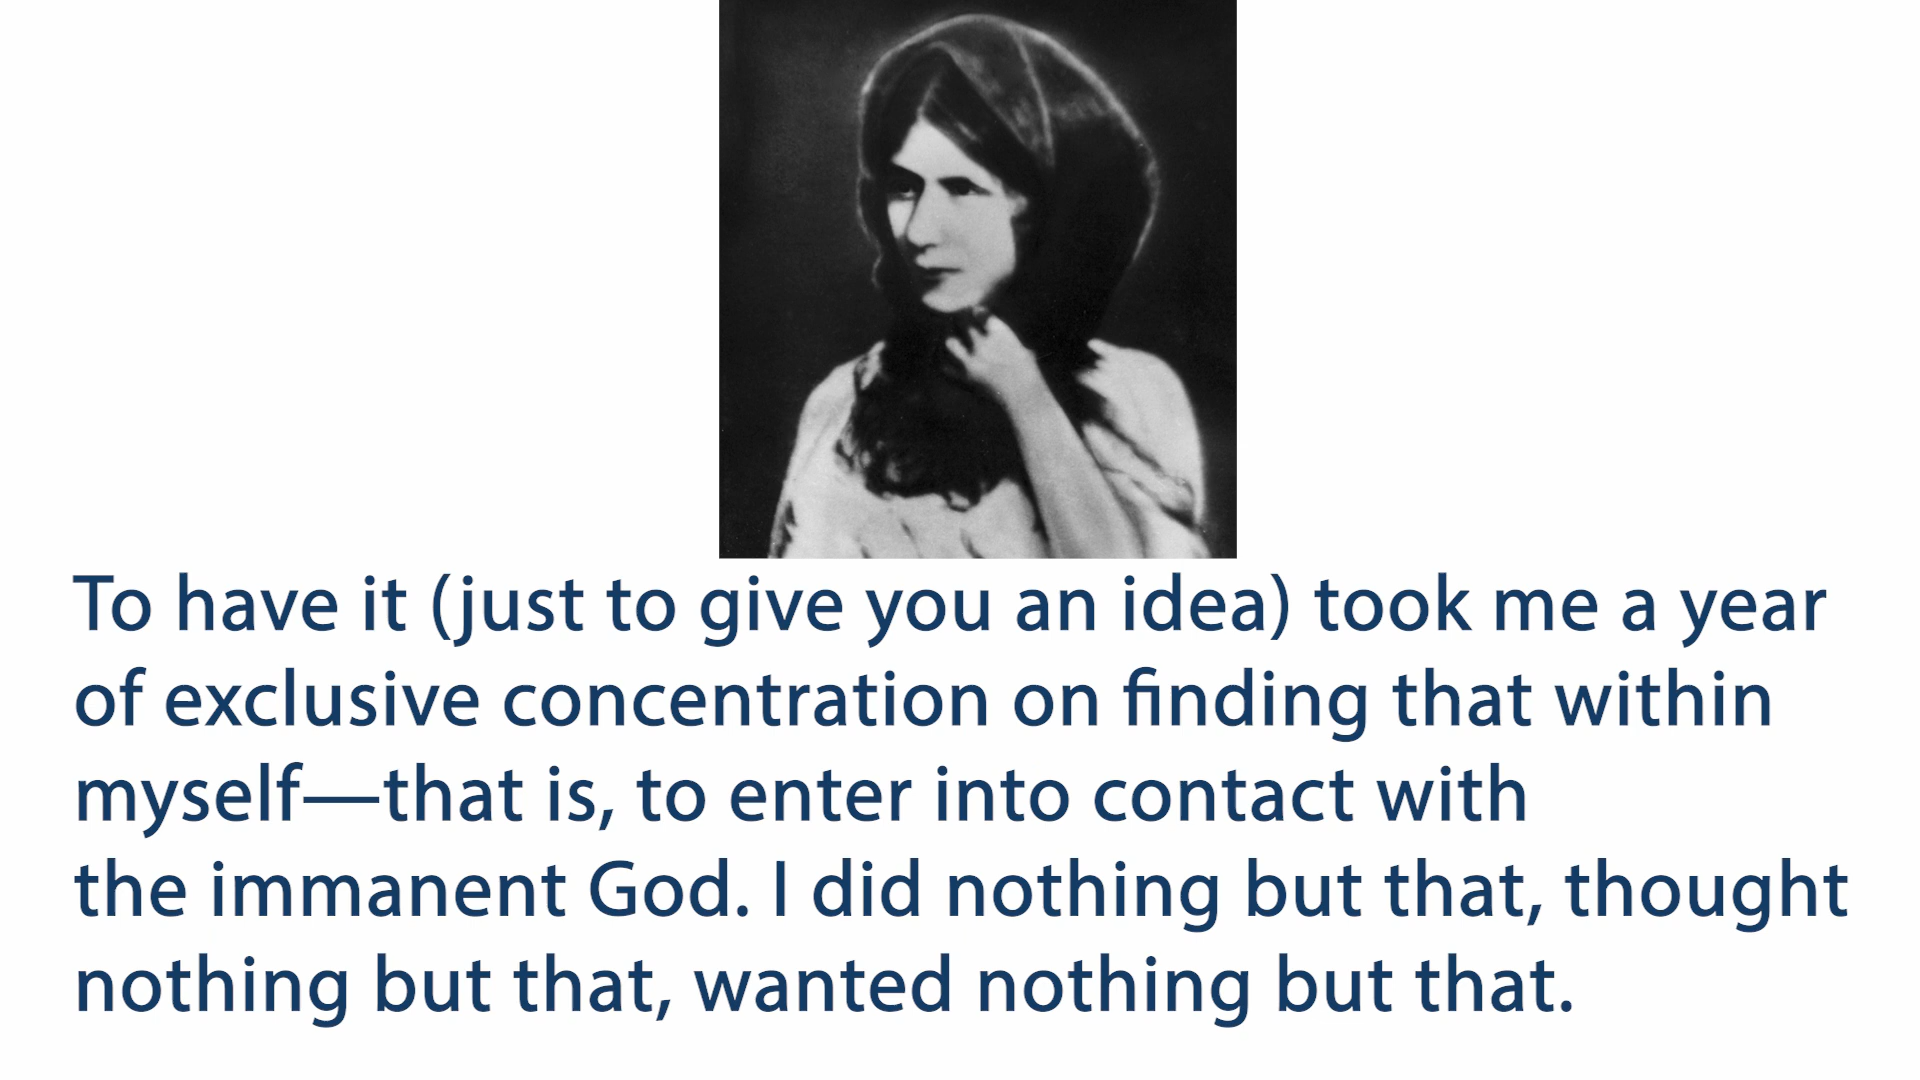 To have it (just to give you an idea) took me a year
of exclusive concentration on finding that within
myself—that is, to enter into contact with
the immanent God. I did nothing but that, thought
nothing but that, wanted nothing but that.